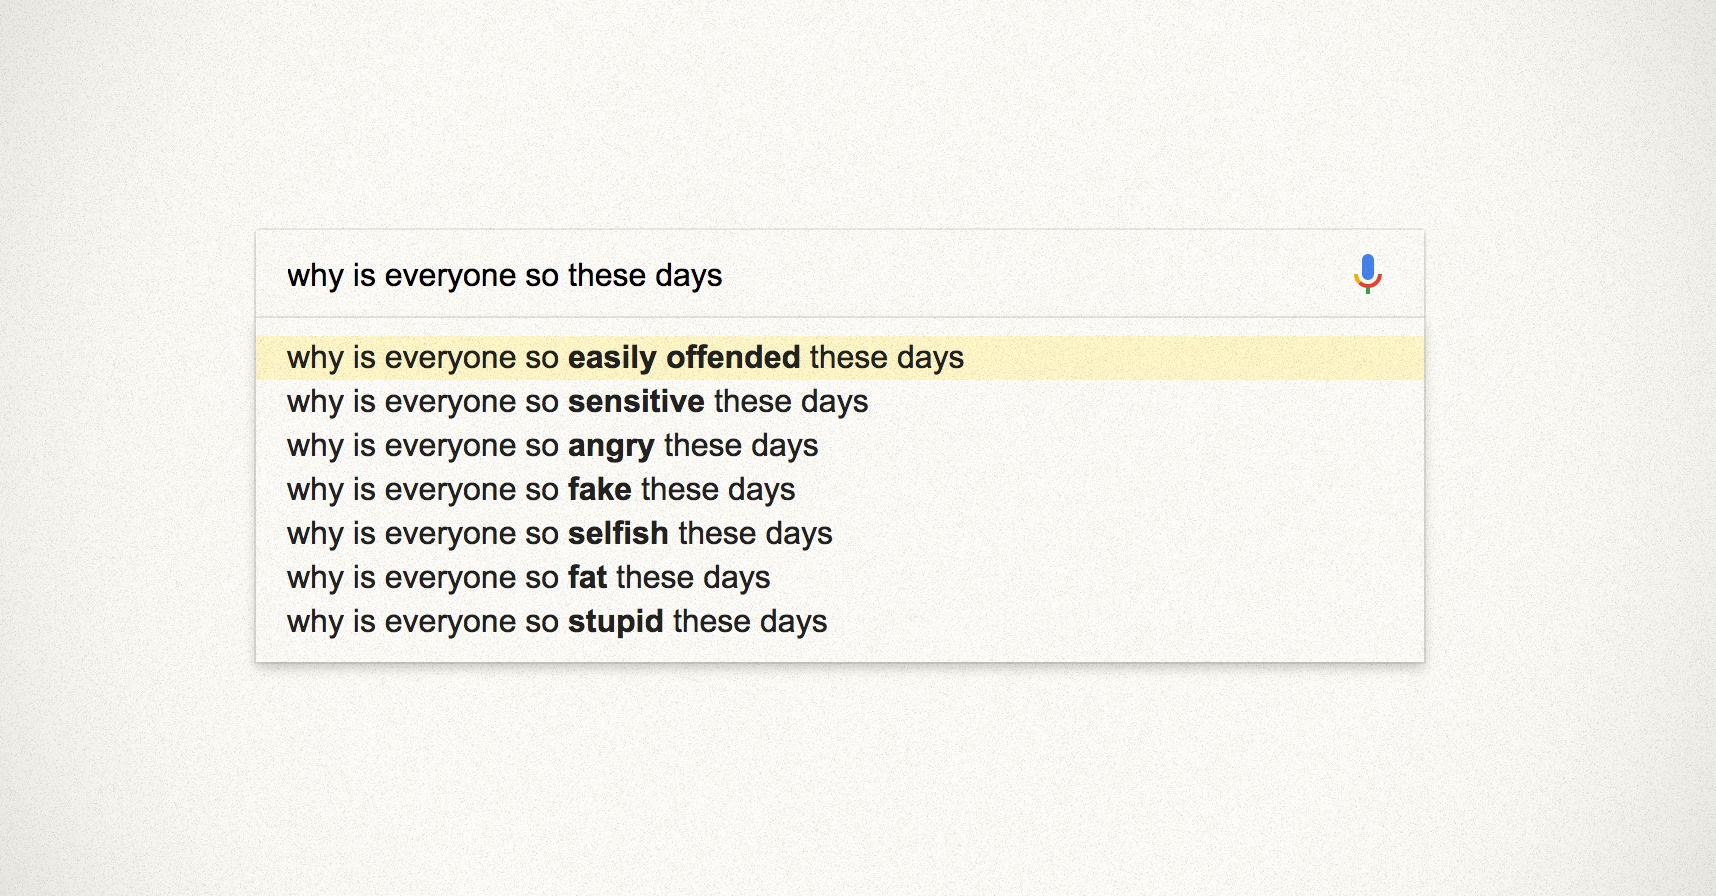 why is everyone so these days
why is everyone so easily offended these days
why is everyone so sensitive these days
why is everyone so angry these days
why is everyone so fake these days
why is everyone so selfish these days
why is everyone so fat these days
why is everyone so stupid these days